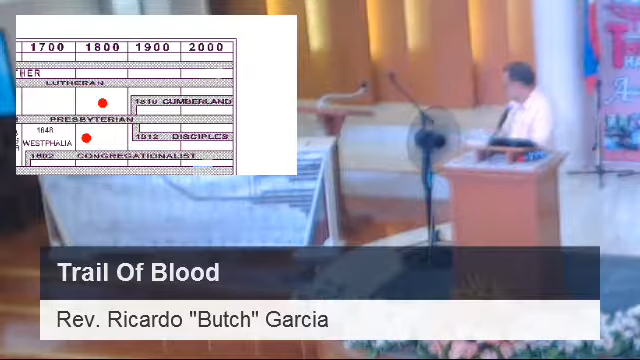 1700 1800 1900 2000
THER
LUTHERAN
1810 CUMBERLAND
PRESBYTERIAN
1648
WESTPHALIA
1812 DISCIPLES
1602 CONGREGATIONALIST
Trail Of Blood
Rev. Ricardo "Butch" Garcia